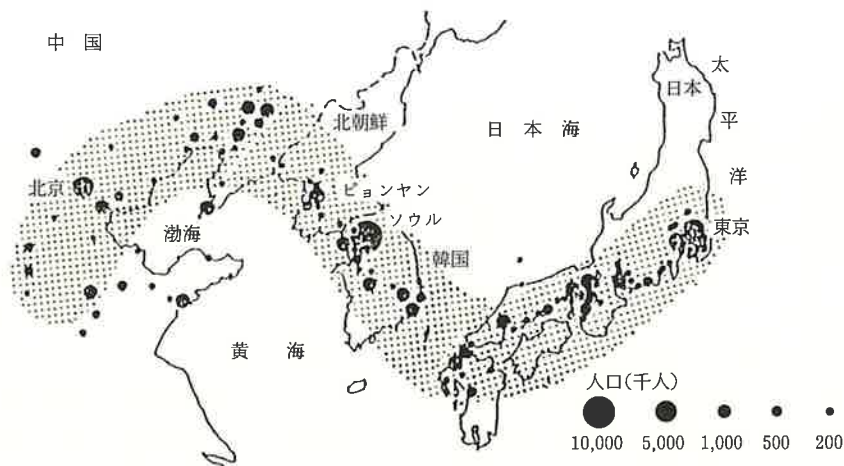 中国
北朝鮮
日本海
日本
太平洋
北京
ピョンヤン
ソウル
渤海
韓国
東京
黄海
人口(千人)
10,000 5,000 1,000 500 200